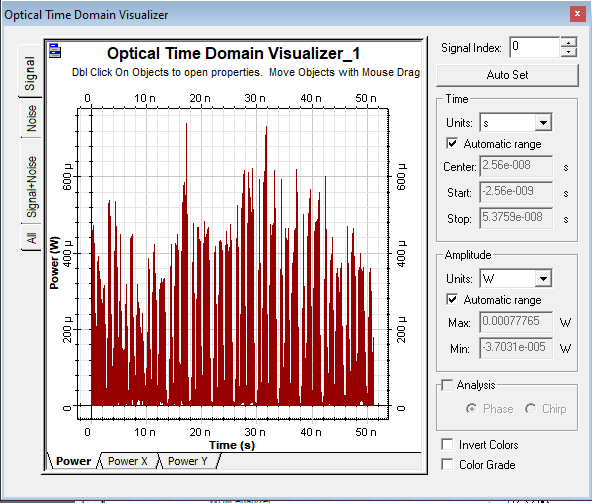 Optical Time Domain Visualizer
x
Signal
Noise
Signal+Noise
All
Optical Time Domain Visualizer_1
Dbl Click On Objects to open properties. Move Objects with Mouse Drag
0 10 n 20 n 30 n 40 n 50 n
Power (W)
600 µ
400 µ
200 µ
0
600 µ
400 µ
200 µ
0
0 10 n 20 n 30 n 40 n 50 n
Time (s)
Power
Power X
Power Y
Signal Index: 0
Auto Set
Time
Units: s
Automatic range
Center: 2.56e-008 s
Start: -2.56e-009 s
Stop: 5.3759e-008 s
Amplitude
Units: W
Automatic range
Max: 0.00077765 W
Min: -3.7031e-005 W
Analysis
Phase Chirp
Invert Colors
Color Grade